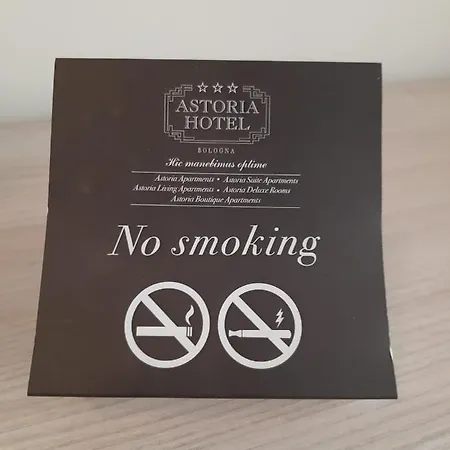 ASTORIA
HOTEL
BOLOGNA
Hic manebimus optime
Astoria Apartments • Astoria Suite Apartments
Astoria Living Apartments • Astoria Deluxe Rooms
Astoria Boutique Apartments
No smoking